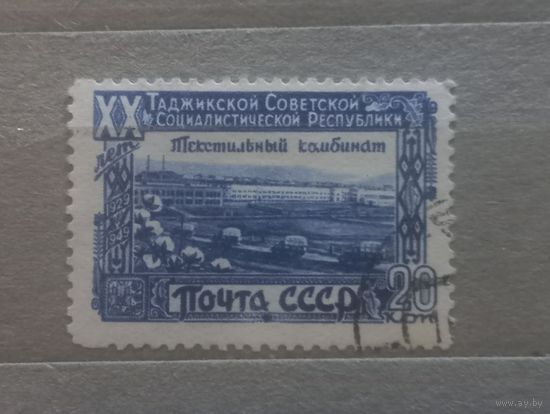 XX лет
Таджикской Советской
Социалистической Республики
Текстильный комбинат
1929
1949
Почта СССР
20
коп
www.ay.by